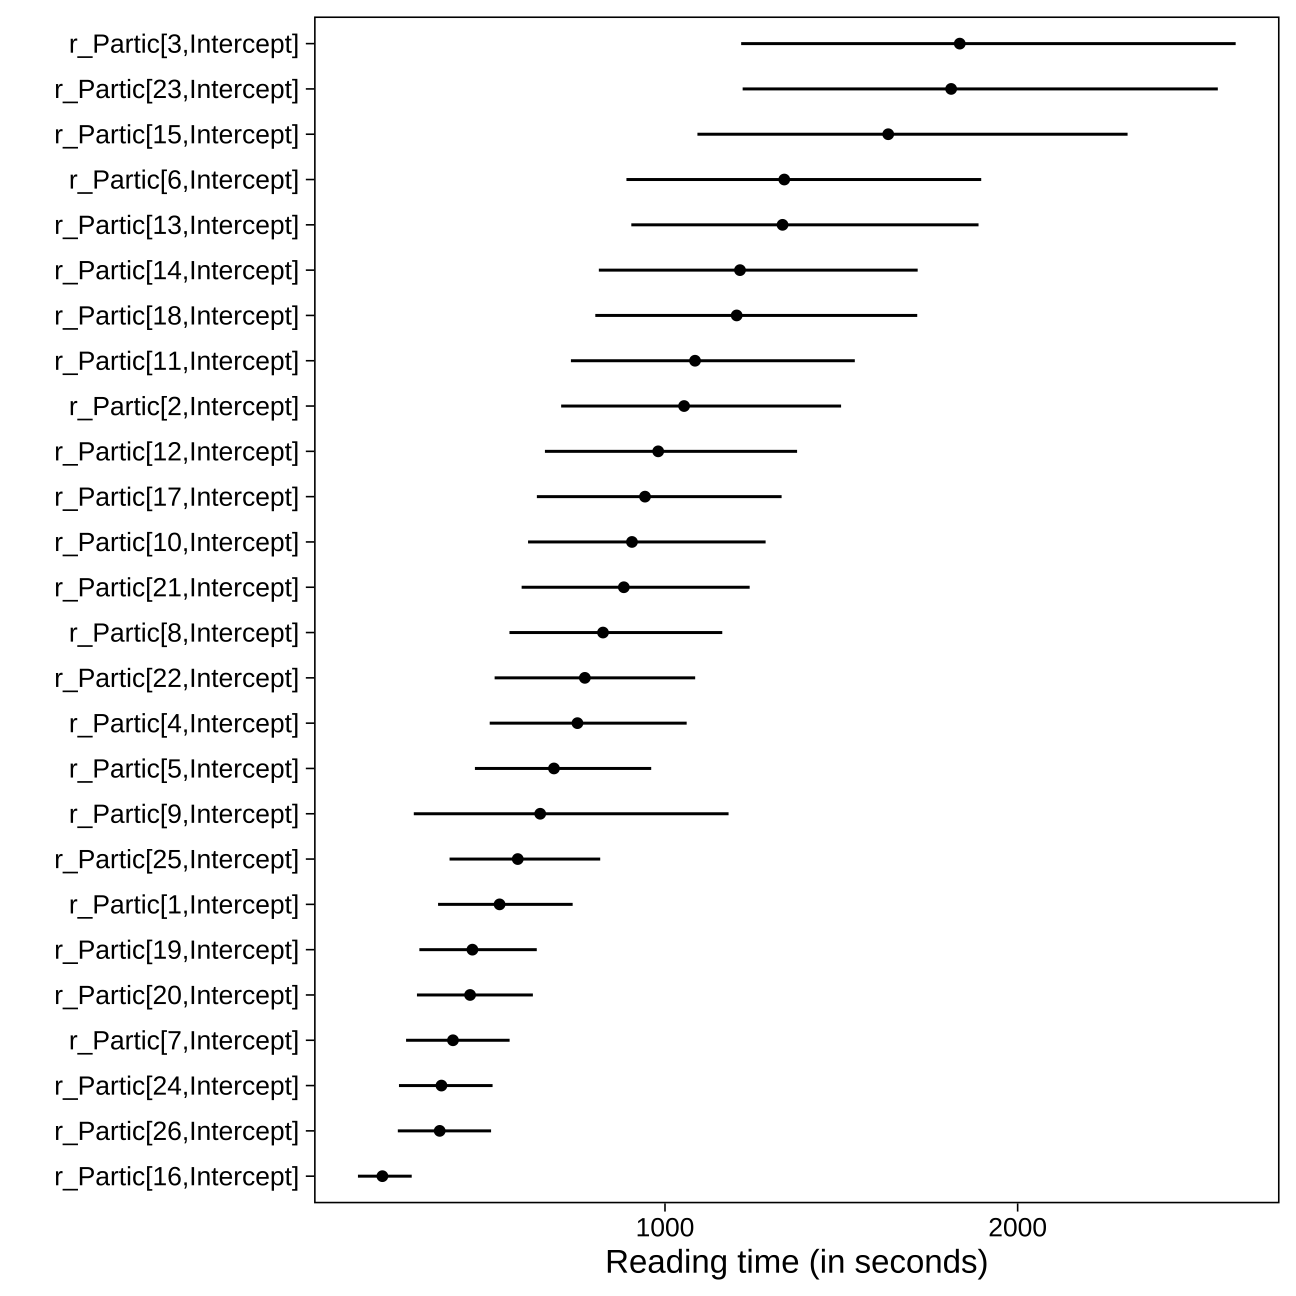 r_Partic[3,Intercept]
r_Partic[23,Intercept]
r_Partic[15,Intercept]
r_Partic[6,Intercept]
r_Partic[13,Intercept]
r_Partic[14,Intercept]
r_Partic[18,Intercept]
r_Partic[11,Intercept]
r_Partic[2,Intercept]
r_Partic[12,Intercept]
r_Partic[17,Intercept]
r_Partic[10,Intercept]
r_Partic[21,Intercept]
r_Partic[8,Intercept]
r_Partic[22,Intercept]
r_Partic[4,Intercept]
r_Partic[5,Intercept]
r_Partic[9,Intercept]
r_Partic[25,Intercept]
r_Partic[1,Intercept]
r_Partic[19,Intercept]
r_Partic[20,Intercept]
r_Partic[7,Intercept]
r_Partic[24,Intercept]
r_Partic[26,Intercept]
r_Partic[16,Intercept]
1000 2000
Reading time (in seconds)